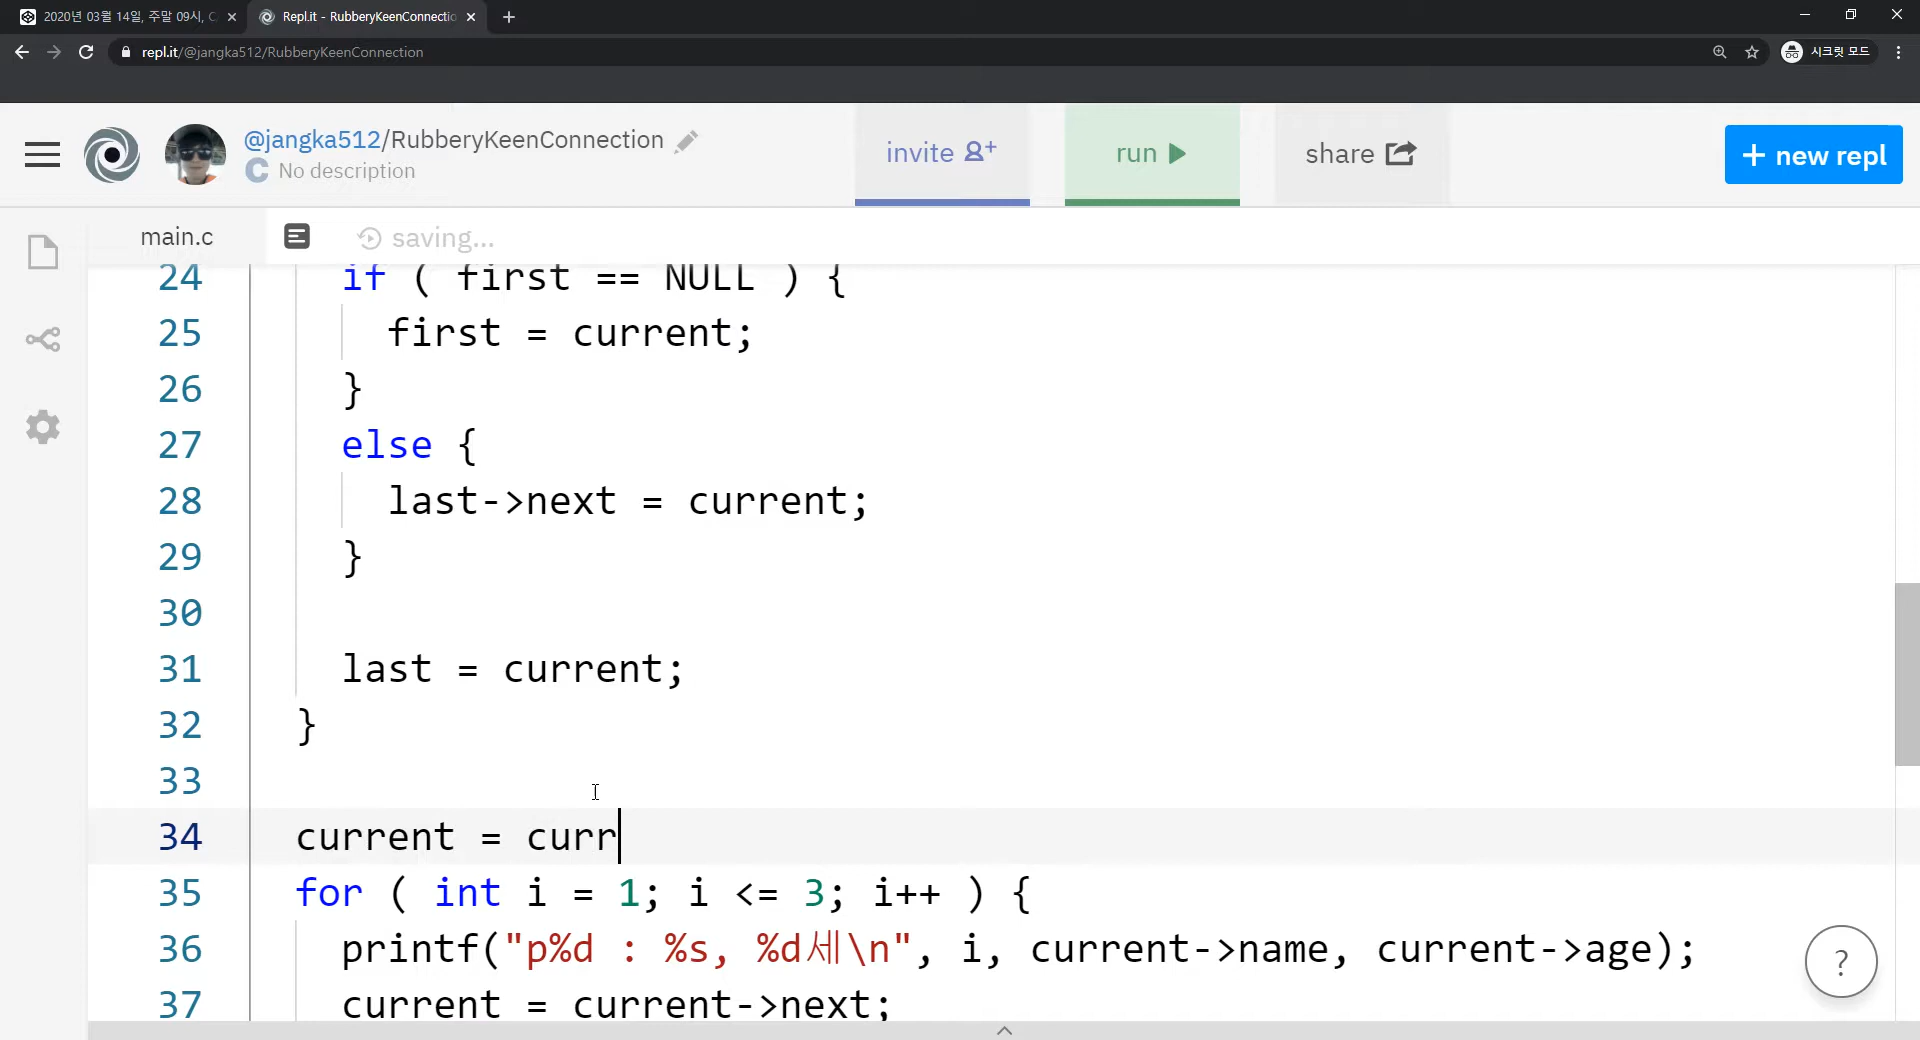 2020년 03월 14일, 주말 09시, C
Repl.it - RubberyKeenConnectio
repl.it/@jangka512/RubberyKeenConnection
시크릿 모드
@jangka512/RubberyKeenConnection
No description
invite
run
share
+ new repl
main.c
saving...
24 if ( first == NULL ) {
25 first = current;
26 }
27 else {
28 last->next = current;
29 }
30
31 last = current;
32 }
33
34 current = curr
35 for ( int i = 1; i <= 3; i++ ) {
36 printf("p%d : %s, %d세\n", i, current->name, current->age);
37 current = current->next;
?